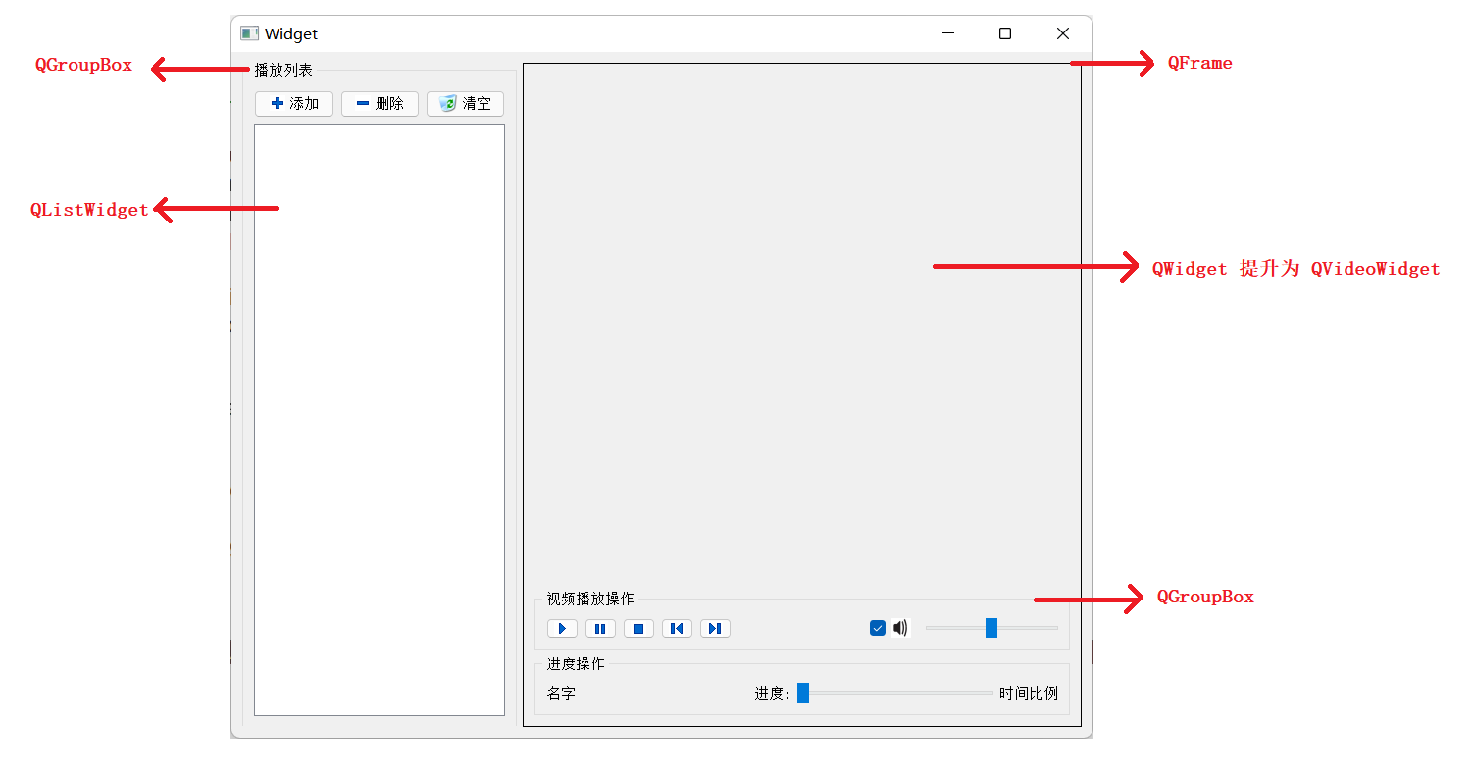 Widget
QGroupBox
播放列表
QFrame
添加
删除
清空
QListWidget
QWidget 提升为 QVideoWidget
视频播放操作
QGroupBox
进度操作
名字
进度:
时间比例